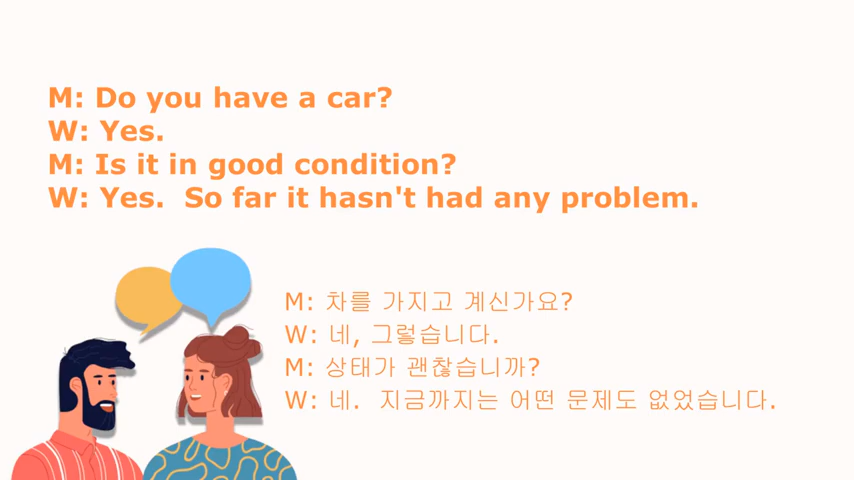 M: Do you have a car?
W: Yes.
M: Is it in good condition?
W: Yes.  So far it hasn't had any problem.
M: 차를 가지고 계신가요?
W: 네, 그렇습니다.
M: 상태가 괜찮습니까?
W: 네.  지금까지는 어떤 문제도 없었습니다.